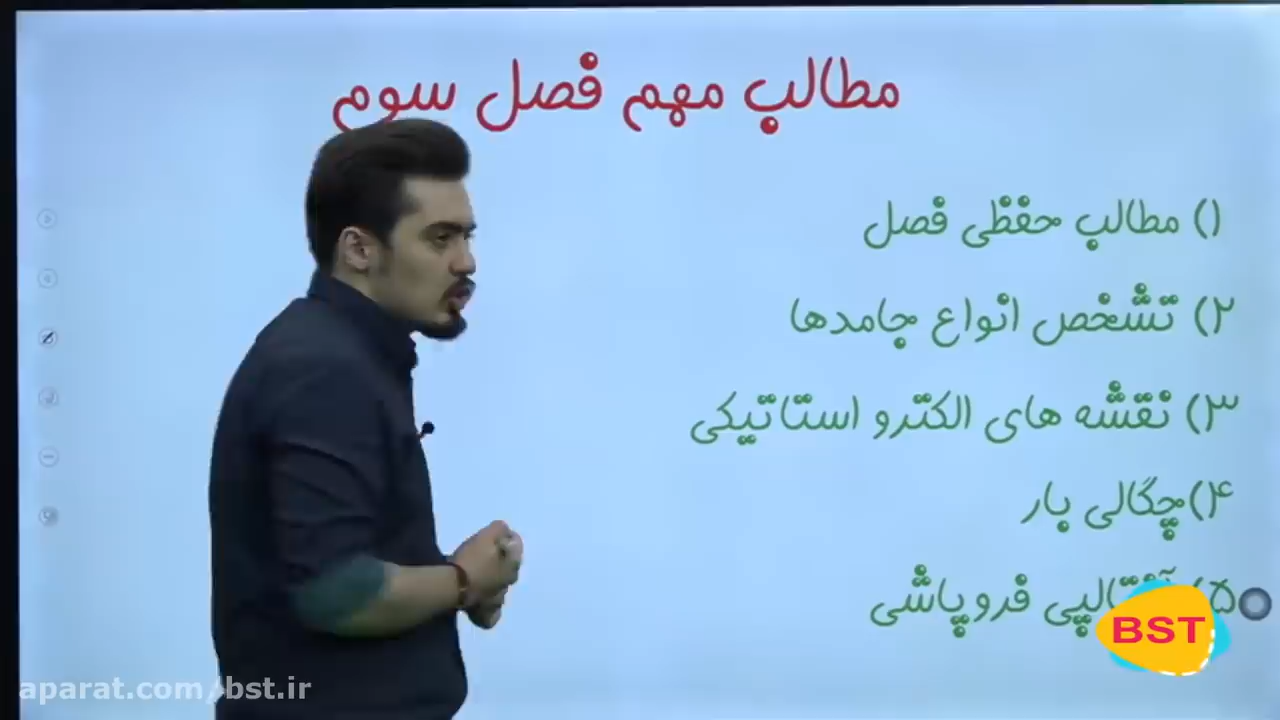 مطالب مهم فصل سوم
۱) مطالب حفظی فصل
۲) تشخص انواع جامدها
۳) نقشه های الکترو استاتیکی
۴)چگالی بار
۵) آنتالپی فروپاشی
BST
aparat.com/bst.ir